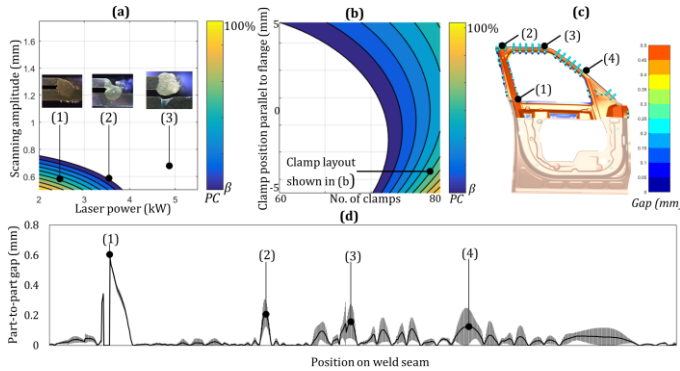 (a)
Scanning amplitude (mm)
1.6
1.4
1.2
1.0
0.8
0.6
(1)
(2)
(3)
2
3
4
5
Laser power (kW)
100%
β
PC
(b)
Clamp position parallel to flange (mm)
5
0
-5
Clamp layout
shown in (b)
60
No. of clamps
80
100%
β
PC
(c)
(2)
(3)
(4)
(1)
Gap (mm)
(d)
Part-to-part gap (mm)
0.8
0.6
0.4
0.2
0
(1)
(2)
(3)
(4)
Position on weld seam